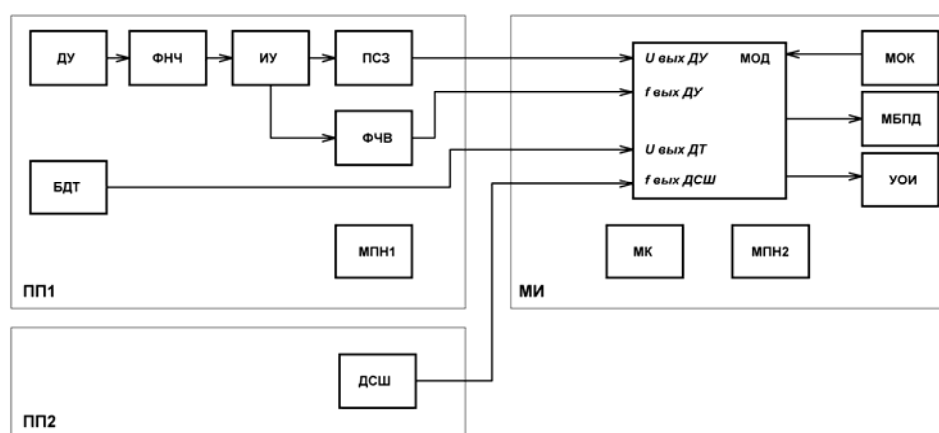 ДУ
ФНЧ
ИУ
ПСЗ
ФЧВ
БДТ
МПН1
ПП1
ДСШ
ПП2
U вых ДУ
МОД
f вых ДУ
U вых ДТ
f вых ДСШ
МОК
МБПД
УОИ
МК
МПН2
МИ